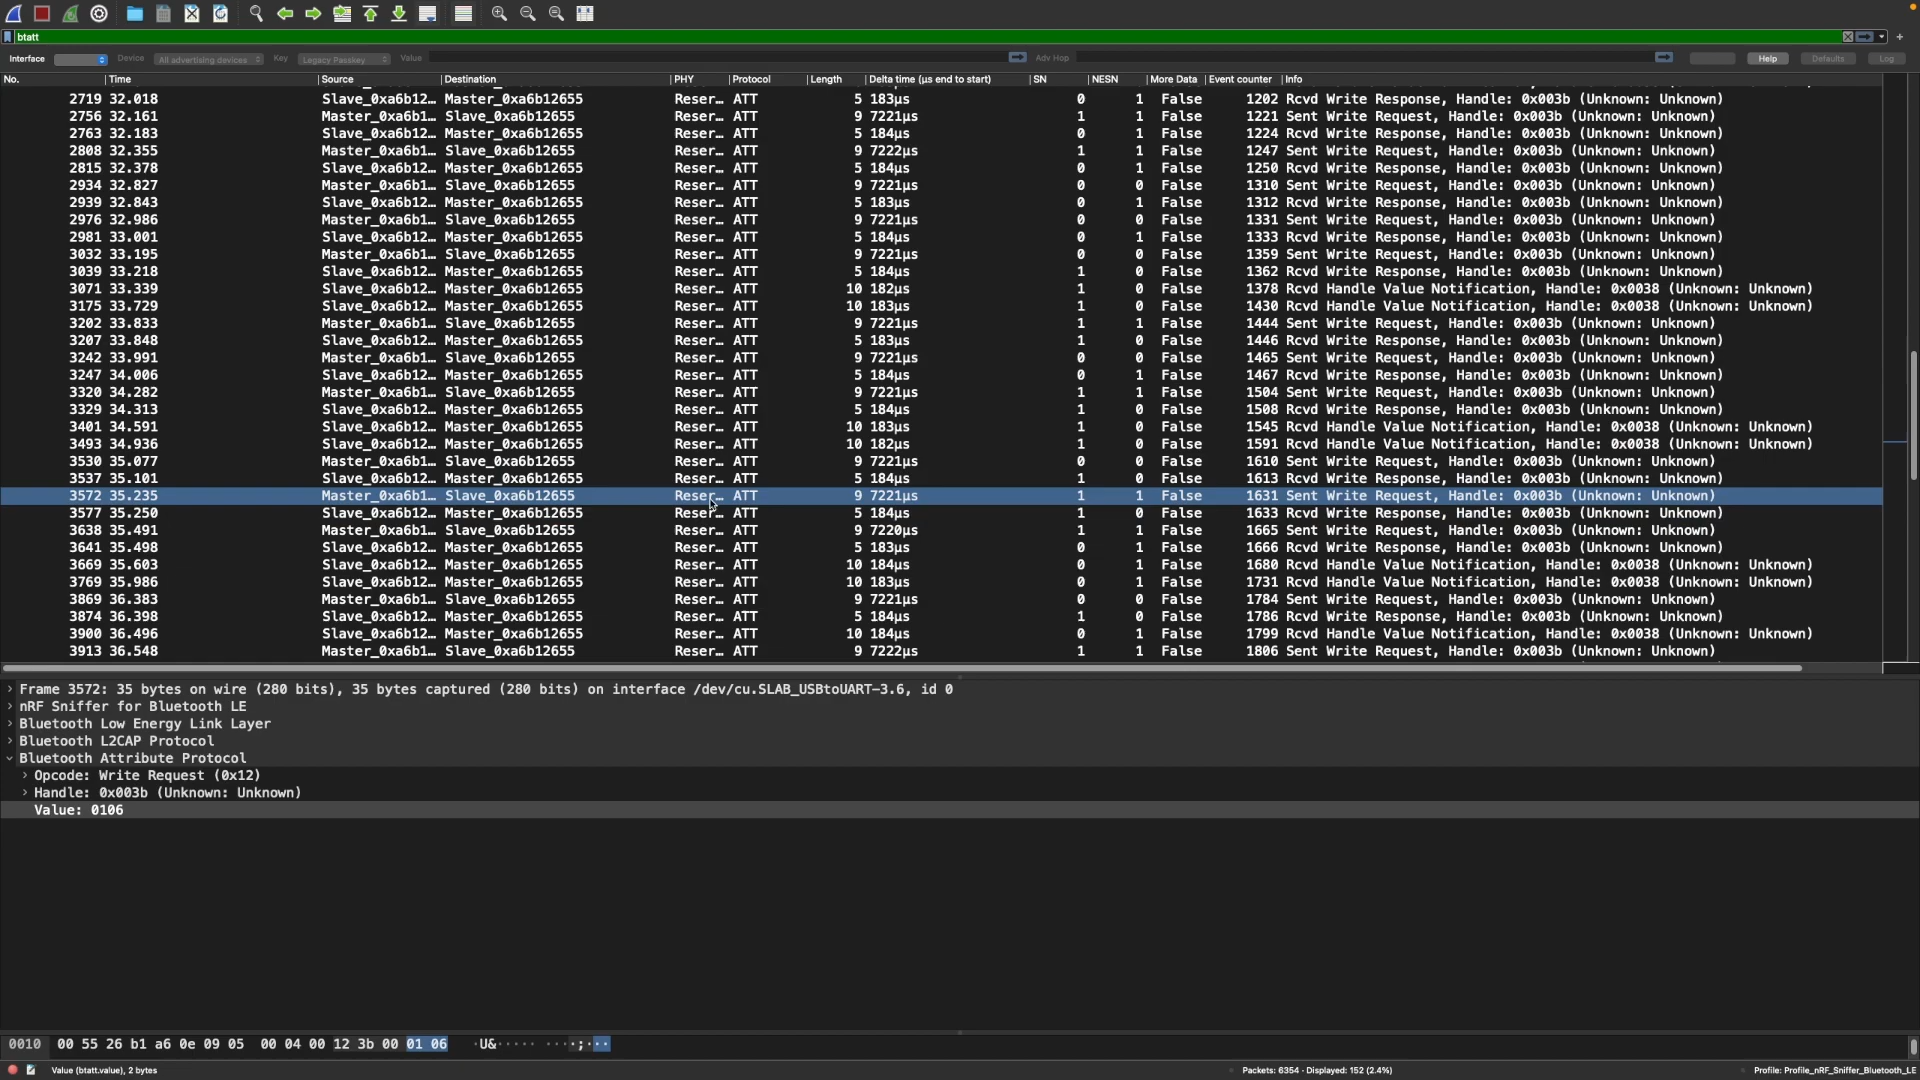 btatt
Interface Device All advertising devices Key Legacy Passkey Value Adv Hop Help Defaults Log
No. Time Source Destination PHY Protocol Length Delta time (µs end to start) SN NESN More Data Event counter Info
2719 32.018 Slave_0xa6b12… Master_0xa6b12655 Reser… ATT 5 183µs 0 1 False 1202 Rcvd Write Response, Handle: 0x003b (Unknown: Unknown)
2756 32.161 Master_0xa6b1… Slave_0xa6b12655 Reser… ATT 9 7221µs 1 1 False 1221 Sent Write Request, Handle: 0x003b (Unknown: Unknown)
2763 32.183 Slave_0xa6b12… Master_0xa6b12655 Reser… ATT 5 184µs 0 1 False 1224 Rcvd Write Response, Handle: 0x003b (Unknown: Unknown)
2808 32.355 Master_0xa6b1… Slave_0xa6b12655 Reser… ATT 9 7222µs 1 1 False 1247 Sent Write Request, Handle: 0x003b (Unknown: Unknown)
2815 32.378 Slave_0xa6b12… Master_0xa6b12655 Reser… ATT 5 184µs 0 1 False 1250 Rcvd Write Response, Handle: 0x003b (Unknown: Unknown)
2934 32.827 Master_0xa6b1… Slave_0xa6b12655 Reser… ATT 9 7221µs 0 0 False 1310 Sent Write Request, Handle: 0x003b (Unknown: Unknown)
2939 32.843 Slave_0xa6b12… Master_0xa6b12655 Reser… ATT 5 183µs 0 1 False 1312 Rcvd Write Response, Handle: 0x003b (Unknown: Unknown)
2976 32.986 Master_0xa6b1… Slave_0xa6b12655 Reser… ATT 9 7221µs 0 0 False 1331 Sent Write Request, Handle: 0x003b (Unknown: Unknown)
2981 33.001 Slave_0xa6b12… Master_0xa6b12655 Reser… ATT 5 184µs 0 1 False 1333 Rcvd Write Response, Handle: 0x003b (Unknown: Unknown)
3032 33.195 Master_0xa6b1… Slave_0xa6b12655 Reser… ATT 9 7221µs 0 0 False 1359 Sent Write Request, Handle: 0x003b (Unknown: Unknown)
3039 33.218 Slave_0xa6b12… Master_0xa6b12655 Reser… ATT 5 184µs 1 0 False 1362 Rcvd Write Response, Handle: 0x003b (Unknown: Unknown)
3071 33.339 Slave_0xa6b12… Master_0xa6b12655 Reser… ATT 10 182µs 1 0 False 1378 Rcvd Handle Value Notification, Handle: 0x0038 (Unknown: Unknown)
3175 33.729 Slave_0xa6b12… Master_0xa6b12655 Reser… ATT 10 183µs 1 0 False 1430 Rcvd Handle Value Notification, Handle: 0x0038 (Unknown: Unknown)
3202 33.833 Master_0xa6b1… Slave_0xa6b12655 Reser… ATT 9 7221µs 1 1 False 1444 Sent Write Request, Handle: 0x003b (Unknown: Unknown)
3207 33.848 Slave_0xa6b12… Master_0xa6b12655 Reser… ATT 5 183µs 1 0 False 1446 Rcvd Write Response, Handle: 0x003b (Unknown: Unknown)
3242 33.991 Master_0xa6b1… Slave_0xa6b12655 Reser… ATT 9 7221µs 0 0 False 1465 Sent Write Request, Handle: 0x003b (Unknown: Unknown)
3247 34.006 Slave_0xa6b12… Master_0xa6b12655 Reser… ATT 5 184µs 0 1 False 1467 Rcvd Write Response, Handle: 0x003b (Unknown: Unknown)
3320 34.282 Master_0xa6b1… Slave_0xa6b12655 Reser… ATT 9 7221µs 1 1 False 1504 Sent Write Request, Handle: 0x003b (Unknown: Unknown)
3329 34.313 Slave_0xa6b12… Master_0xa6b12655 Reser… ATT 5 184µs 1 0 False 1508 Rcvd Write Response, Handle: 0x003b (Unknown: Unknown)
3401 34.591 Slave_0xa6b12… Master_0xa6b12655 Reser… ATT 10 183µs 1 0 False 1545 Rcvd Handle Value Notification, Handle: 0x0038 (Unknown: Unknown)
3493 34.936 Slave_0xa6b12… Master_0xa6b12655 Reser… ATT 10 182µs 1 0 False 1591 Rcvd Handle Value Notification, Handle: 0x0038 (Unknown: Unknown)
3530 35.077 Master_0xa6b1… Slave_0xa6b12655 Reser… ATT 9 7221µs 0 0 False 1610 Sent Write Request, Handle: 0x003b (Unknown: Unknown)
3537 35.101 Slave_0xa6b12… Master_0xa6b12655 Reser… ATT 5 184µs 1 0 False 1613 Rcvd Write Response, Handle: 0x003b (Unknown: Unknown)
3572 35.235 Master_0xa6b1… Slave_0xa6b12655 Reser… ATT 9 7221µs 1 1 False 1631 Sent Write Request, Handle: 0x003b (Unknown: Unknown)
3577 35.250 Slave_0xa6b12… Master_0xa6b12655 Reser… ATT 5 184µs 1 0 False 1633 Rcvd Write Response, Handle: 0x003b (Unknown: Unknown)
3638 35.491 Master_0xa6b1… Slave_0xa6b12655 Reser… ATT 9 7220µs 1 1 False 1665 Sent Write Request, Handle: 0x003b (Unknown: Unknown)
3641 35.498 Slave_0xa6b12… Master_0xa6b12655 Reser… ATT 5 183µs 0 1 False 1666 Rcvd Write Response, Handle: 0x003b (Unknown: Unknown)
3669 35.603 Slave_0xa6b12… Master_0xa6b12655 Reser… ATT 10 184µs 0 1 False 1680 Rcvd Handle Value Notification, Handle: 0x0038 (Unknown: Unknown)
3769 35.986 Slave_0xa6b12… Master_0xa6b12655 Reser… ATT 10 183µs 0 1 False 1731 Rcvd Handle Value Notification, Handle: 0x0038 (Unknown: Unknown)
3869 36.383 Master_0xa6b1… Slave_0xa6b12655 Reser… ATT 9 7221µs 0 0 False 1784 Sent Write Request, Handle: 0x003b (Unknown: Unknown)
3874 36.398 Slave_0xa6b12… Master_0xa6b12655 Reser… ATT 5 184µs 1 0 False 1786 Rcvd Write Response, Handle: 0x003b (Unknown: Unknown)
3900 36.496 Slave_0xa6b12… Master_0xa6b12655 Reser… ATT 10 184µs 0 1 False 1799 Rcvd Handle Value Notification, Handle: 0x0038 (Unknown: Unknown)
3913 36.548 Master_0xa6b1… Slave_0xa6b12655 Reser… ATT 9 7222µs 1 1 False 1806 Sent Write Request, Handle: 0x003b (Unknown: Unknown)
Frame 3572: 35 bytes on wire (280 bits), 35 bytes captured (280 bits) on interface /dev/cu.SLAB_USBtoUART-3.6, id 0
nRF Sniffer for Bluetooth LE
Bluetooth Low Energy Link Layer
Bluetooth L2CAP Protocol
Bluetooth Attribute Protocol
Opcode: Write Request (0x12)
Handle: 0x003b (Unknown: Unknown)
Value: 0106
0010 00 55 26 b1 a6 0e 09 05 00 04 00 12 3b 00 01 06 ·U&····· ····;···
Value (btatt.value), 2 bytes Packets: 6354 · Displayed: 152 (2.4%) Profile: Profile_nRF_Sniffer_Bluetooth_LE